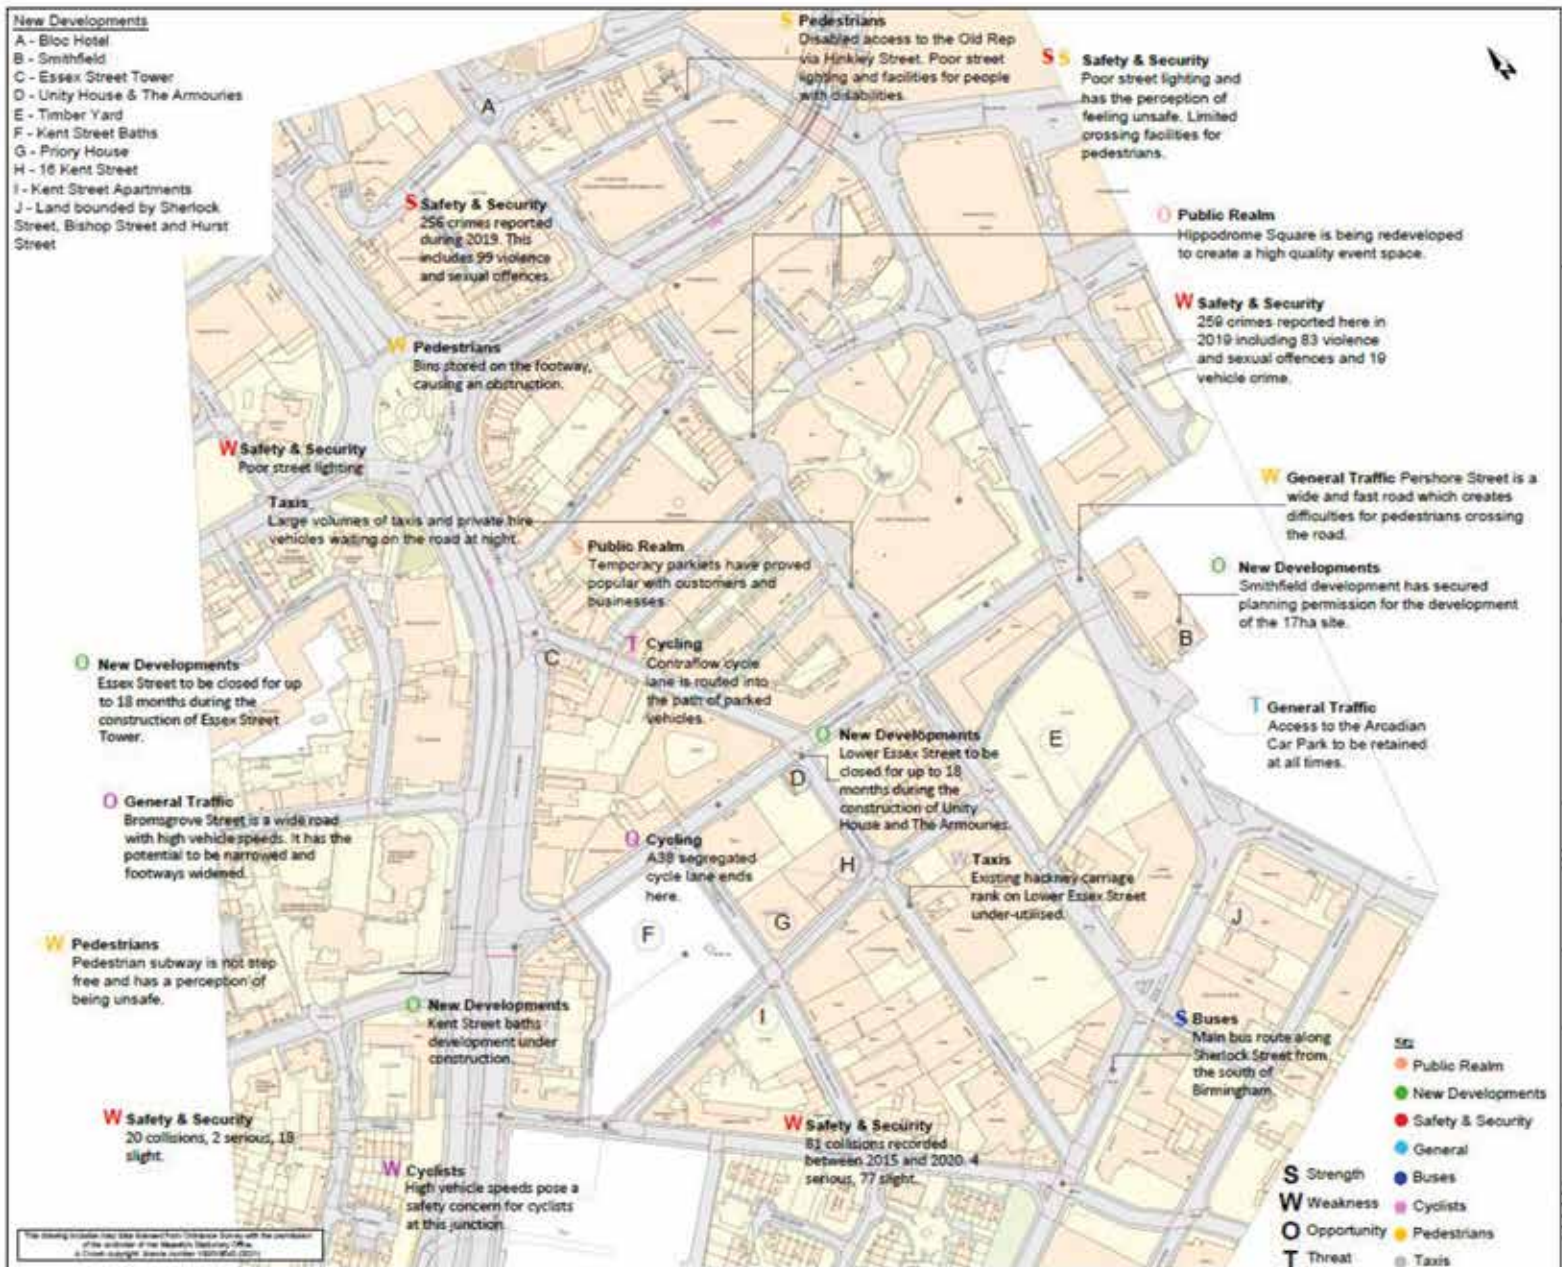 New Developments
A - Bloc Hotel
B - Smithfield
C - Essex Street Tower
D - Unity House & The Armouries
E - Timber Yard
F - Kent Street Baths
G - Priory House
H - 16 Kent Street
I - Kent Street Apartments
J - Land bounded by Sherlock
Street, Bishop Street and Hurst
Street
S Pedestrians
Disabled access to the Old Rep
via Hinkley Street. Poor street
lighting and facilities for people
with disabilities.
S S Safety & Security
Poor street lighting and
has the perception of
feeling unsafe. Limited
crossing facilities for
pedestrians.
A
S Safety & Security
256 crimes reported
during 2019. This
includes 99 violence
and sexual offences.
O Public Realm
Hippodrome Square is being redeveloped
to create a high quality event space.
W Safety & Security
259 crimes reported here in
2019 including 83 violence
and sexual offences and 19
vehicle crime.
W Pedestrians
Bins stored on the footway,
causing an obstruction.
W Safety & Security
Poor street lighting
W General Traffic Pershore Street is a
wide and fast road which creates
difficulties for pedestrians crossing
the road.
Taxis
Large volumes of taxis and private hire
vehicles waiting on the road at night.
S Public Realm
Temporary parklets have proved
popular with customers and
businesses.
O New Developments
Smithfield development has secured
planning permission for the development
of the 17ha site.
B
C
T Cycling
Contraflow cycle
lane is routed into
the path of parked
vehicles.
O New Developments
Essex Street to be closed for up
to 18 months during the
construction of Essex Street
Tower.
T General Traffic
Access to the Arcadian
Car Park to be retained
at all times.
O New Developments
Lower Essex Street to be
closed for up to 18
months during the
construction of Unity
House and The Armouries.
E
D
O General Traffic
Bromsgrove Street is a wide road
with high vehicle speeds. It has the
potential to be narrowed and
footways widened.
O Cycling
A38 segregated
cycle lane ends
here.
H
W Taxis
Existing hackney carriage
rank on Lower Essex Street
under-utilised.
J
G
F
W Pedestrians
Pedestrian subway is not step
free and has a perception of
being unsafe.
O New Developments
Kent Street baths
development under
construction.
I
S Buses
Main bus route along
Sherlock Street from
the south of
Birmingham.
W Safety & Security
20 collisions, 2 serious, 18
slight.
W Safety & Security
81 collisions recorded
between 2015 and 2020. 4
serious, 77 slight.
W Cyclists
High vehicle speeds pose a
safety concern for cyclists
at this junction.
Key
Public Realm
New Developments
Safety & Security
General
Buses
Cyclists
Pedestrians
Taxis
S Strength
W Weakness
O Opportunity
T Threat